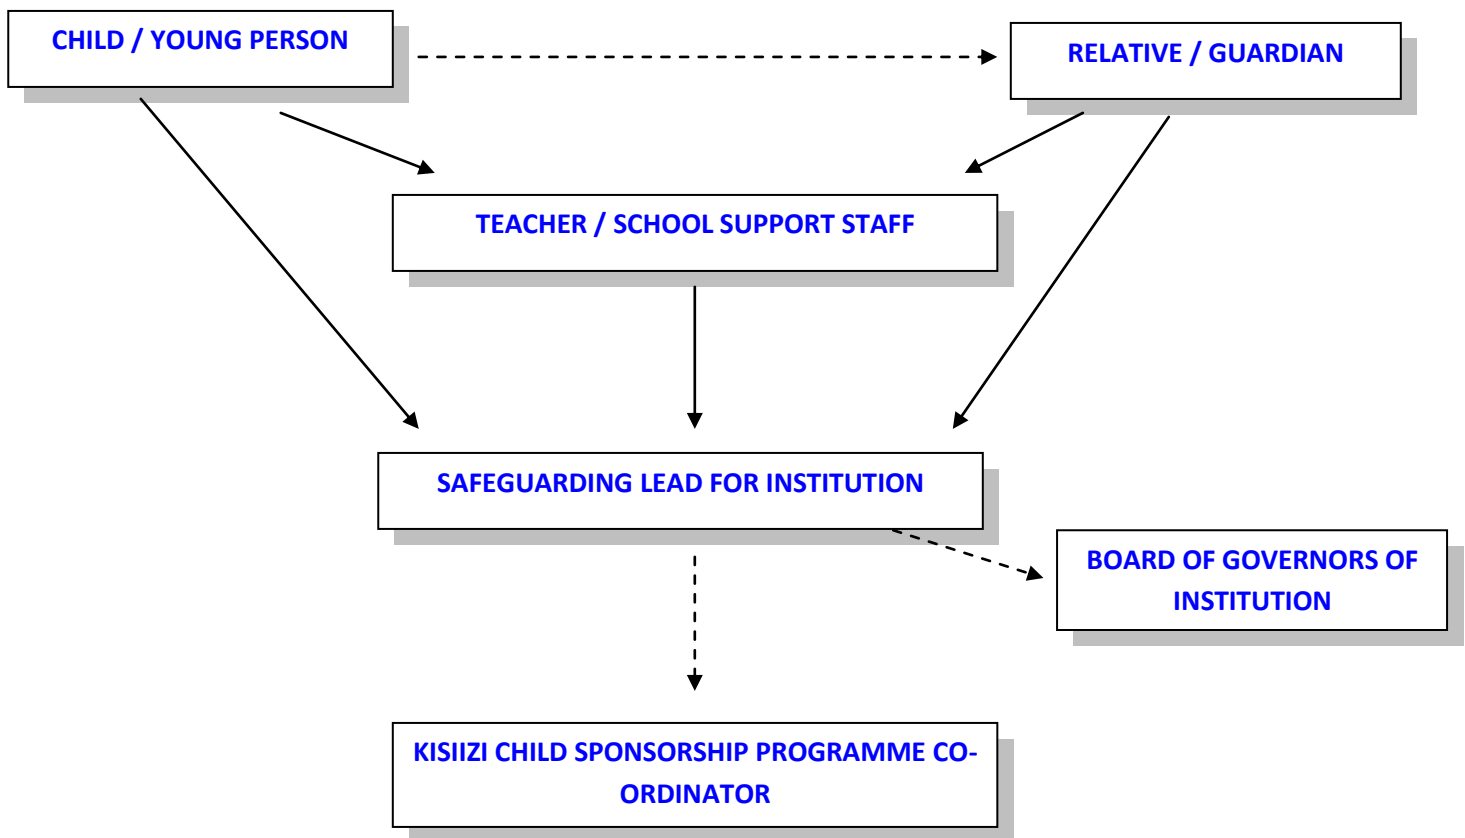 CHILD / YOUNG PERSON
RELATIVE / GUARDIAN
TEACHER / SCHOOL SUPPORT STAFF
SAFEGUARDING LEAD FOR INSTITUTION
BOARD OF GOVERNORS OF
INSTITUTION
KISIIZI CHILD SPONSORSHIP PROGRAMME CO-
ORDINATOR